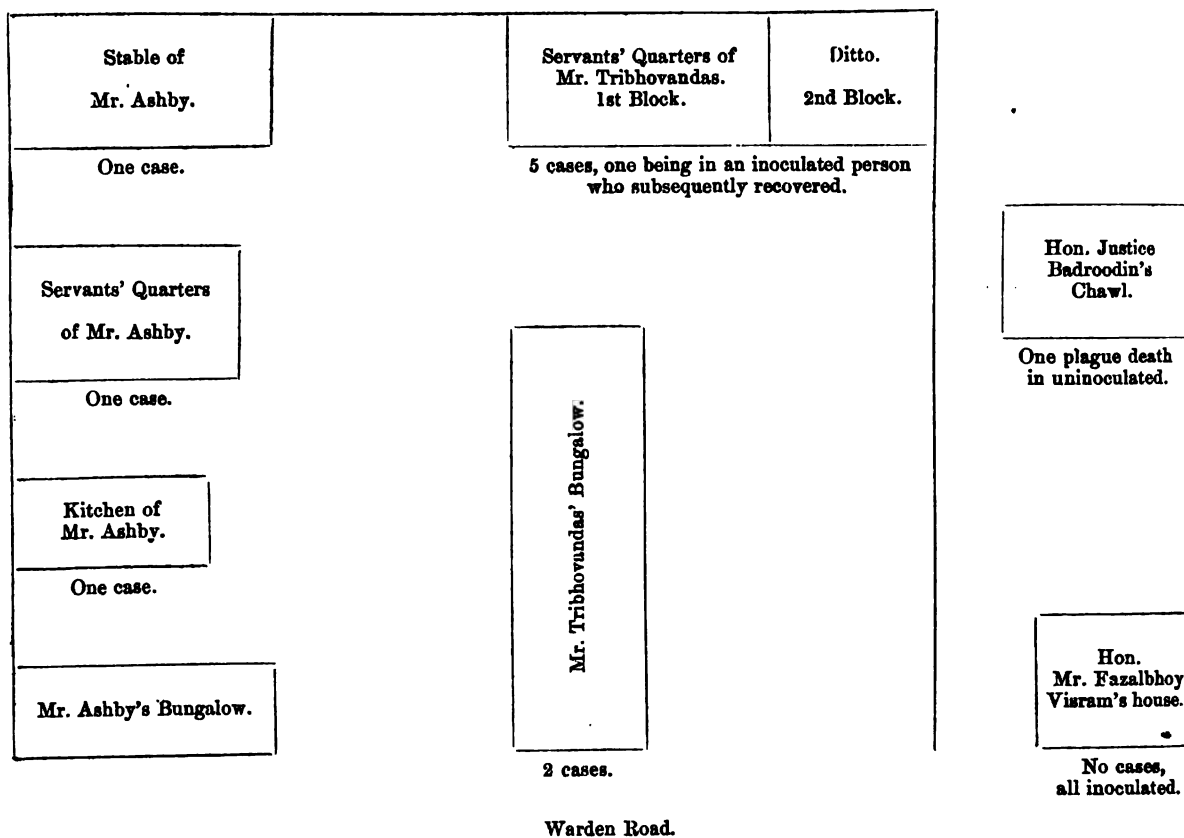 Stable of
Mr. Ashby.
One case.
Servants' Quarters of
Mr. Tribhovandas.
1st Block.
Ditto.
2nd Block.
5 cases, one being in an inoculated person
who subsequently recovered.
Servants' Quarters
of Mr. Ashby.
One case.
Hon. Justice
Badroodin's
Chawl.
One plague death
in uninoculated.
Kitchen of
Mr. Ashby.
One case.
Mr. Tribhovandas' Bungalow.
2 cases.
Mr. Ashby's Bungalow.
Hon.
Mr. Fazalbhoy
Visram's house.
No cases,
all inoculated.
Warden Road.